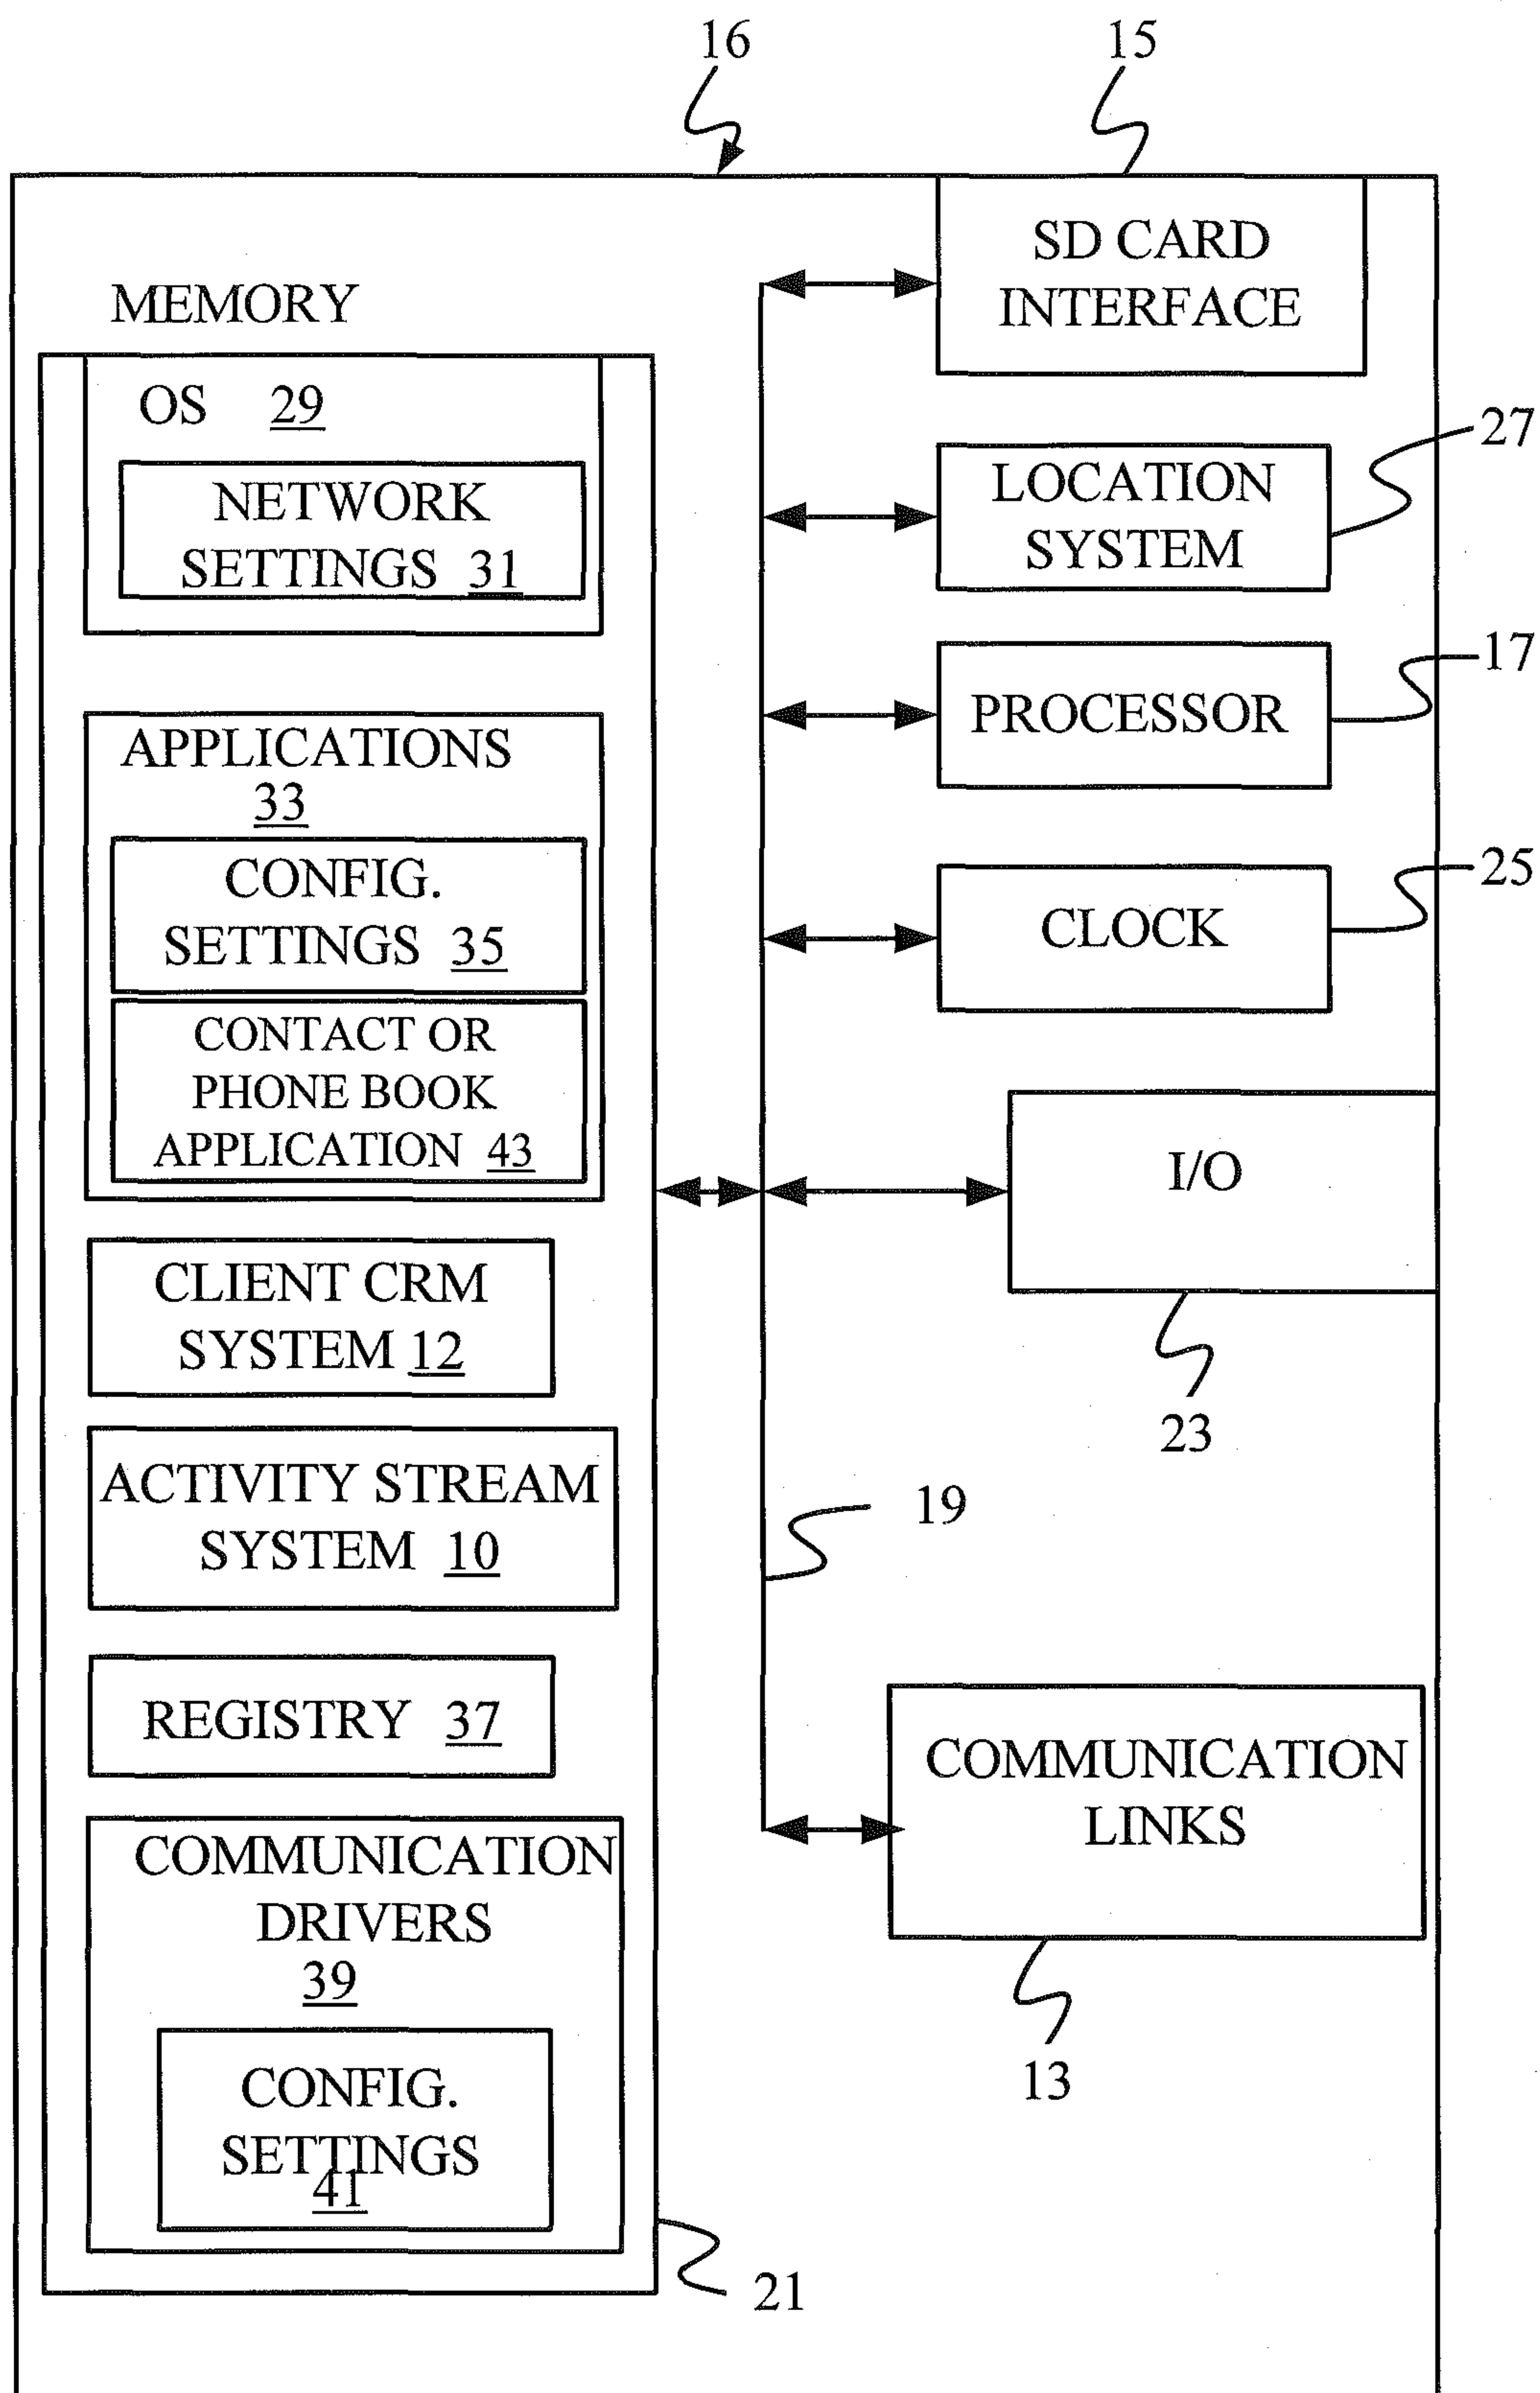 16
15
MEMORY
OS 29
NETWORK
SETTINGS 31
APPLICATIONS
33
CONFIG.
SETTINGS 35
CONTACT OR
PHONE BOOK
APPLICATION 43
CLIENT CRM
SYSTEM 12
ACTIVITY STREAM
SYSTEM 10
REGISTRY 37
COMMUNICATION
DRIVERS
39
CONFIG.
SETTINGS
41
21
SD CARD
INTERFACE
LOCATION
SYSTEM
27
PROCESSOR
17
CLOCK
25
I/O
23
19
COMMUNICATION
LINKS
13